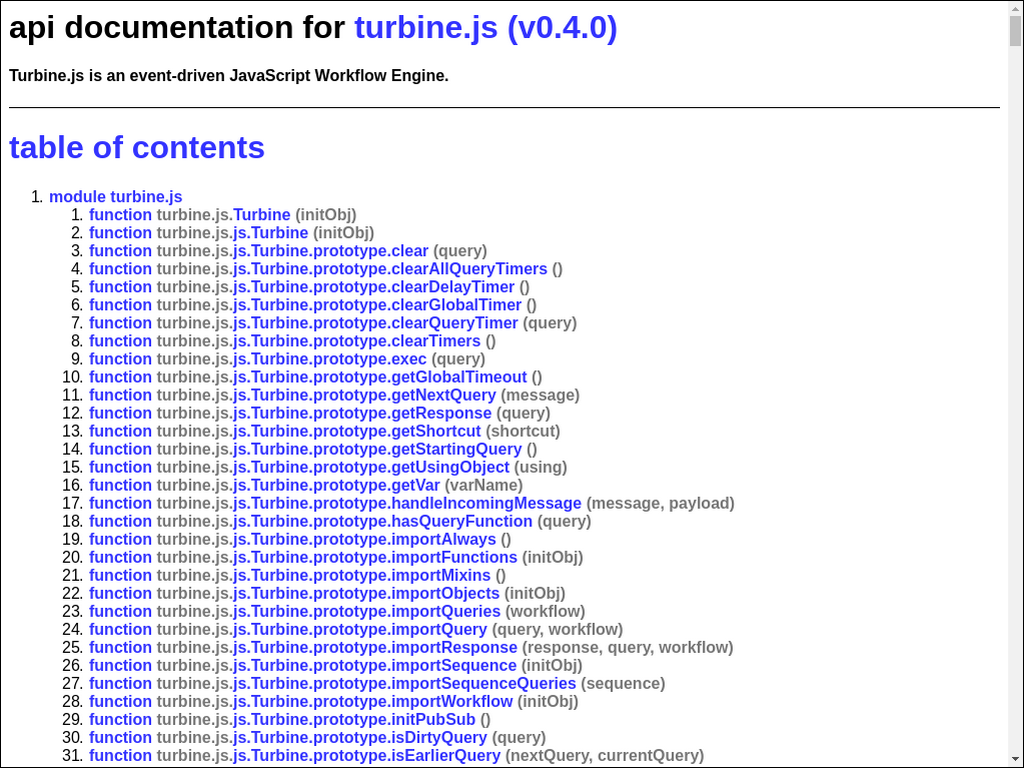 api documentation for turbine.js (v0.4.0)
Turbine.js is an event-driven JavaScript Workflow Engine.
table of contents
1. module turbine.js
1. function turbine.js.Turbine (initObj)
2. function turbine.js.js.Turbine (initObj)
3. function turbine.js.js.Turbine.prototype.clear (query)
4. function turbine.js.js.Turbine.prototype.clearAllQueryTimers ()
5. function turbine.js.js.Turbine.prototype.clearDelayTimer ()
6. function turbine.js.js.Turbine.prototype.clearGlobalTimer ()
7. function turbine.js.js.Turbine.prototype.clearQueryTimer (query)
8. function turbine.js.js.Turbine.prototype.clearTimers ()
9. function turbine.js.js.Turbine.prototype.exec (query)
10. function turbine.js.js.Turbine.prototype.getGlobalTimeout ()
11. function turbine.js.js.Turbine.prototype.getNextQuery (message)
12. function turbine.js.js.Turbine.prototype.getResponse (query)
13. function turbine.js.js.Turbine.prototype.getShortcut (shortcut)
14. function turbine.js.js.Turbine.prototype.getStartingQuery ()
15. function turbine.js.js.Turbine.prototype.getUsingObject (using)
16. function turbine.js.js.Turbine.prototype.getVar (varName)
17. function turbine.js.js.Turbine.prototype.handleIncomingMessage (message, payload)
18. function turbine.js.js.Turbine.prototype.hasQueryFunction (query)
19. function turbine.js.js.Turbine.prototype.importAlways ()
20. function turbine.js.js.Turbine.prototype.importFunctions (initObj)
21. function turbine.js.js.Turbine.prototype.importMixins ()
22. function turbine.js.js.Turbine.prototype.importObjects (initObj)
23. function turbine.js.js.Turbine.prototype.importQueries (workflow)
24. function turbine.js.js.Turbine.prototype.importQuery (query, workflow)
25. function turbine.js.js.Turbine.prototype.importResponse (response, query, workflow)
26. function turbine.js.js.Turbine.prototype.importSequence (initObj)
27. function turbine.js.js.Turbine.prototype.importSequenceQueries (sequence)
28. function turbine.js.js.Turbine.prototype.importWorkflow (initObj)
29. function turbine.js.js.Turbine.prototype.initPubSub ()
30. function turbine.js.js.Turbine.prototype.isDirtyQuery (query)
31. function turbine.js.js.Turbine.prototype.isEarlierQuery (nextQuery, currentQuery)